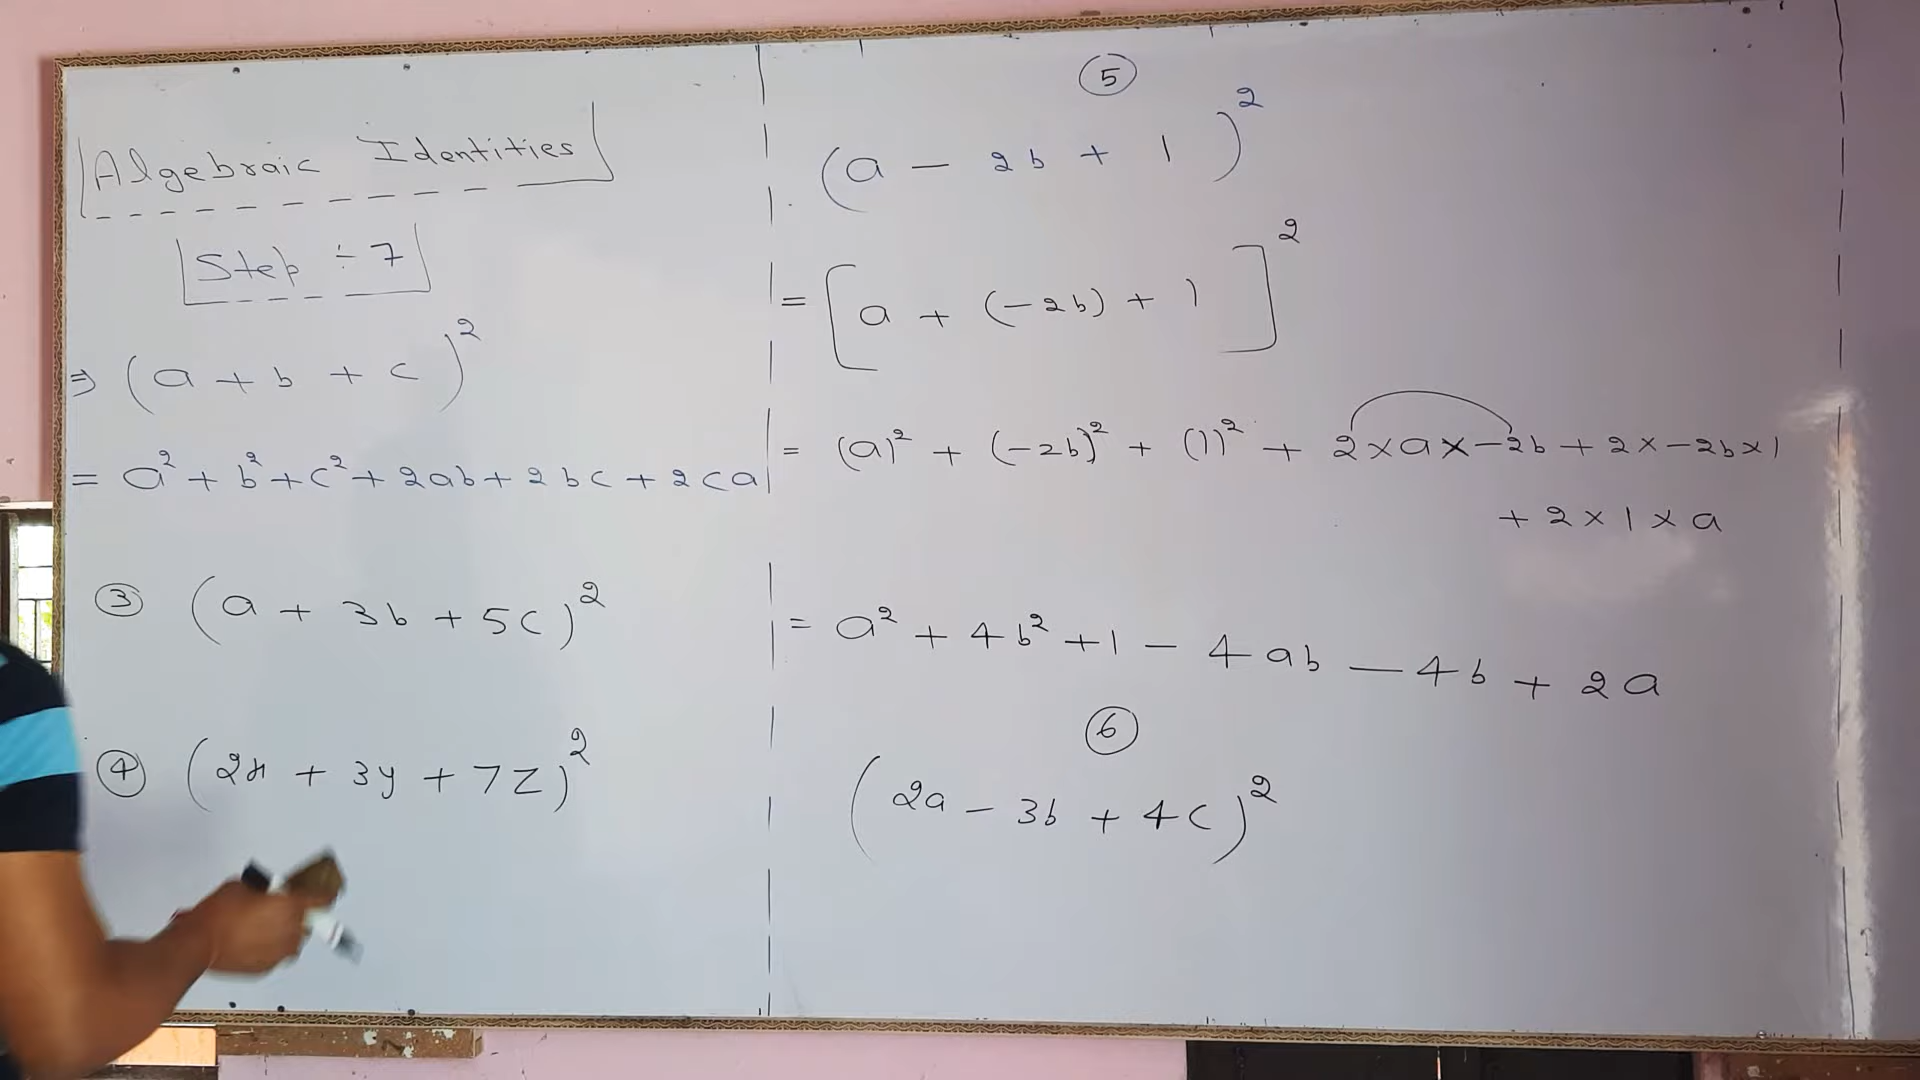 Algebraic Identities
Step ÷ 7
⇒ (a + b + c)²
= a² + b² + c² + 2ab + 2bc + 2ca
③ (a + 3b + 5c)²
④ (2x + 3y + 7z)²
⑤
(a − 2b + 1)²
= [a + (−2b) + 1]²
= (a)² + (−2b)² + (1)² + 2×a×−2b + 2×−2b×1
+ 2×1×a
= a² + 4b² + 1 − 4ab − 4b + 2a
⑥
(2a − 3b + 4c)²